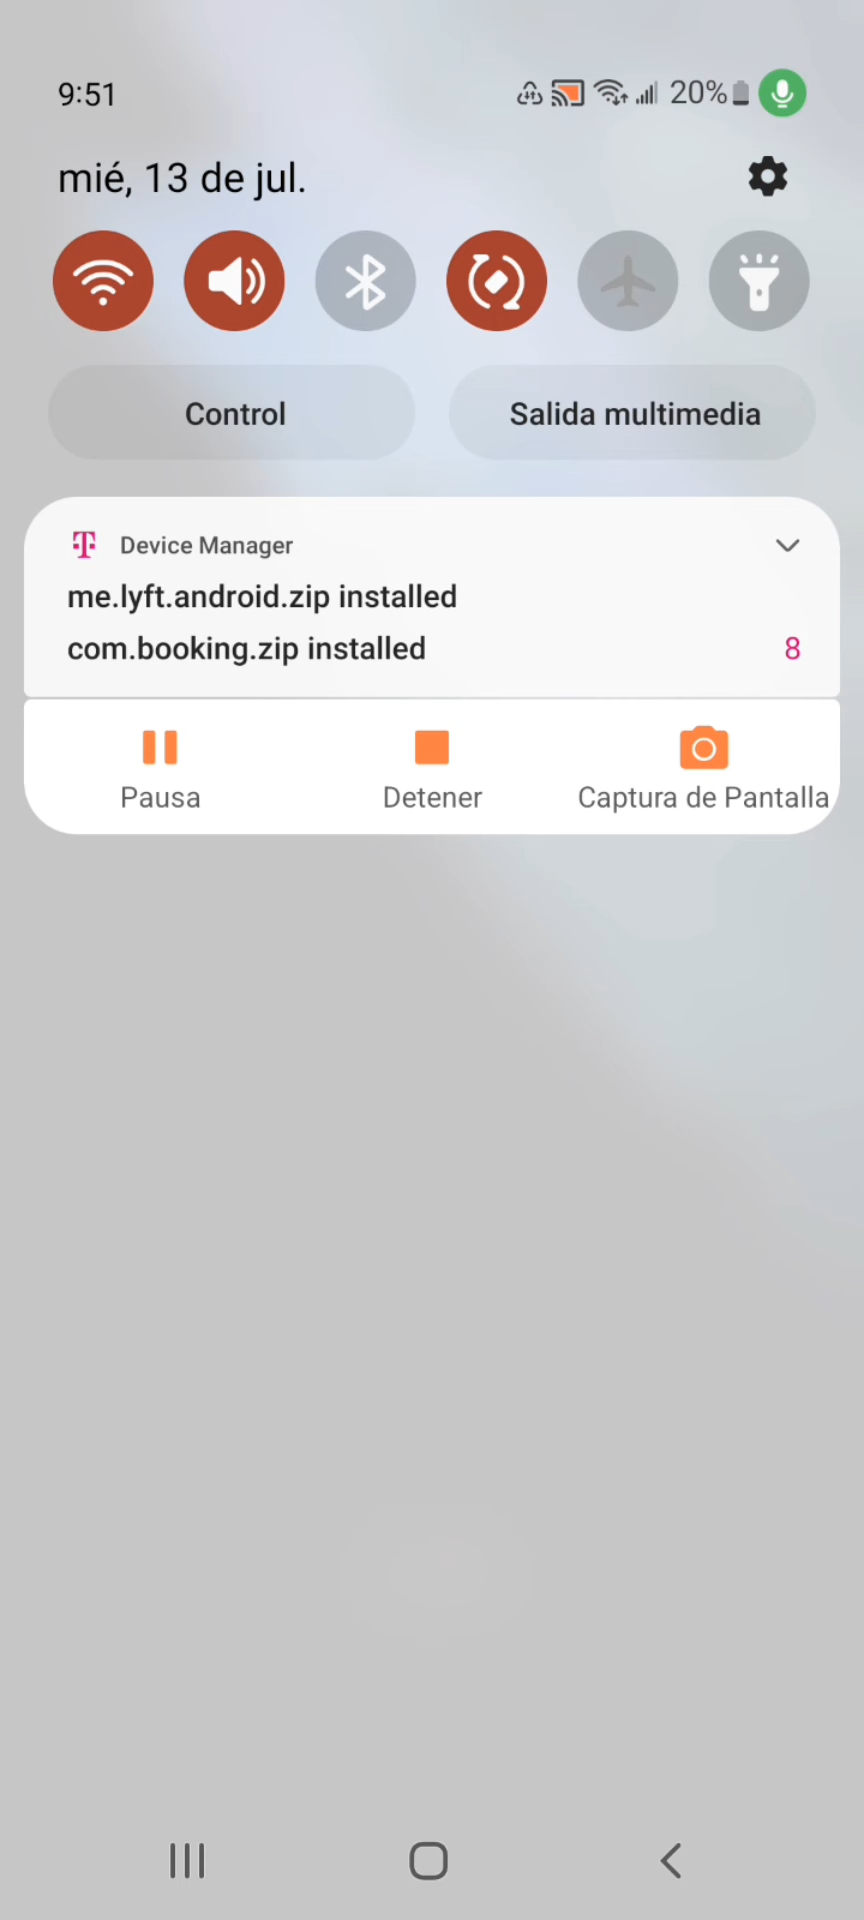 9:51
20%
mié, 13 de jul.
Control
Salida multimedia
Device Manager
me.lyft.android.zip installed
com.booking.zip installed
8
Pausa
Detener
Captura de Pantalla